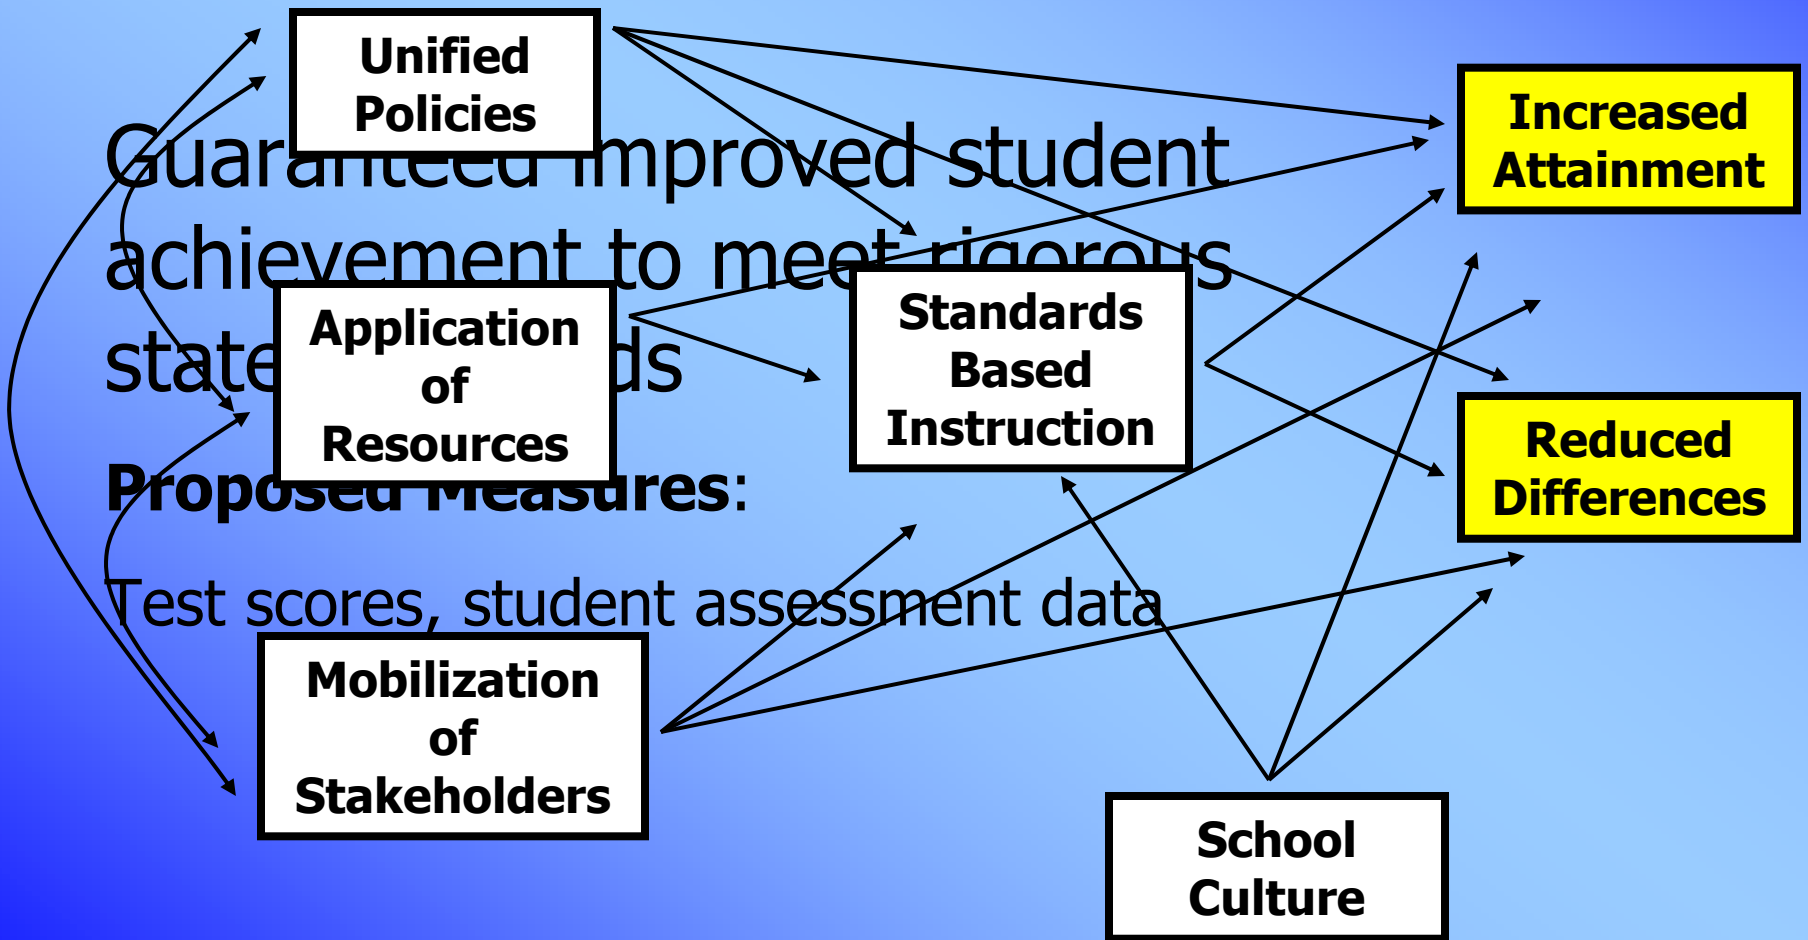 Unified
Policies
Increased
Attainment
Guaranteed improved student
achievement to meet rigorous
state ds
Application
of
Resources
Standards
Based
Instruction
Reduced
Differences
Proposed Measures:
Test scores, student assessment data
Mobilization
of
Stakeholders
School
Culture